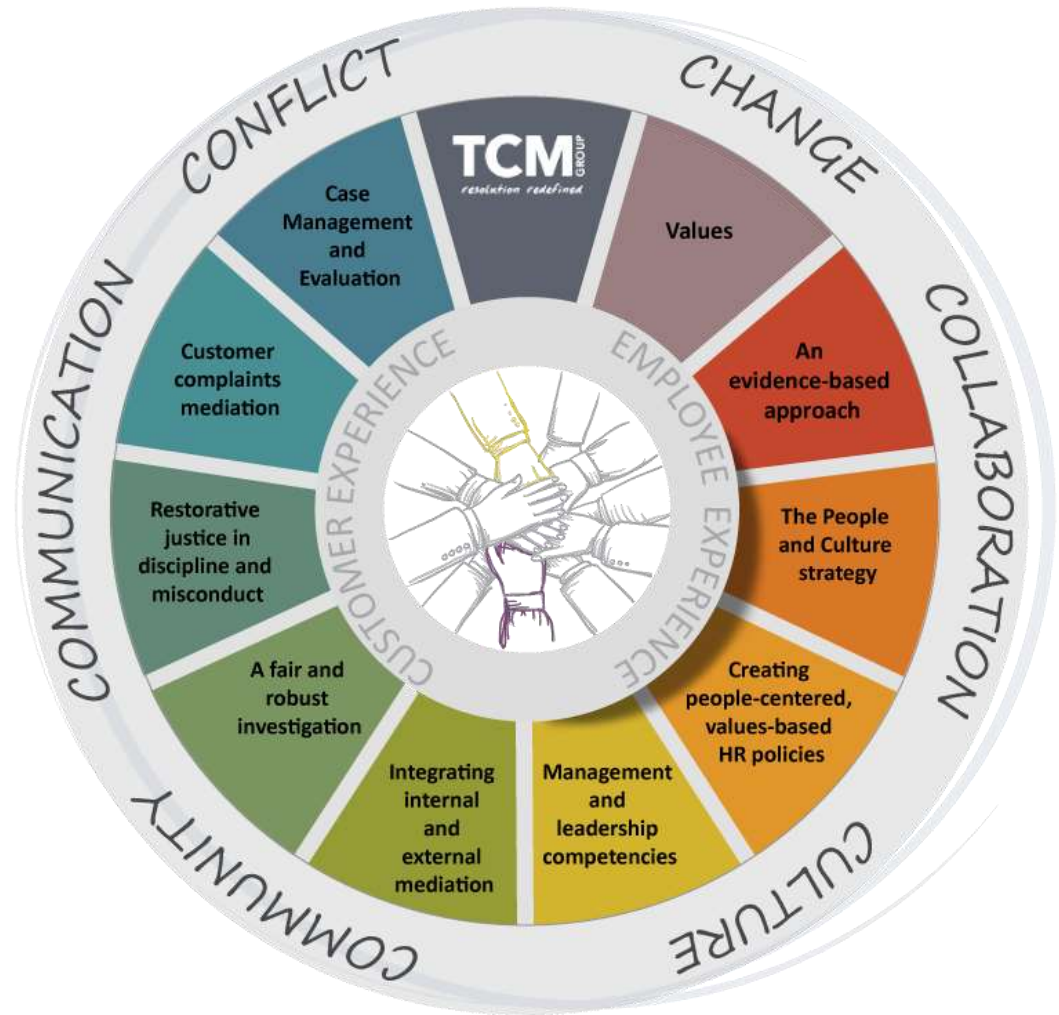 CONFLICT
CHANGE
COLLABORATION
CULTURE
COMMUNITY
COMMUNICATION
TCM
GROUP
resolution redefined
Values
An
evidence-based
approach
The People
and Culture
strategy
Creating
people-centered,
values-based
HR policies
Management
and
leadership
competencies
Integrating
internal
and
external
mediation
A fair and
robust
investigation
Restorative
justice in
discipline and
misconduct
Customer
complaints
mediation
Case
Management
and
Evaluation
CUSTOMER EXPERIENCE
EMPLOYEE EXPERIENCE